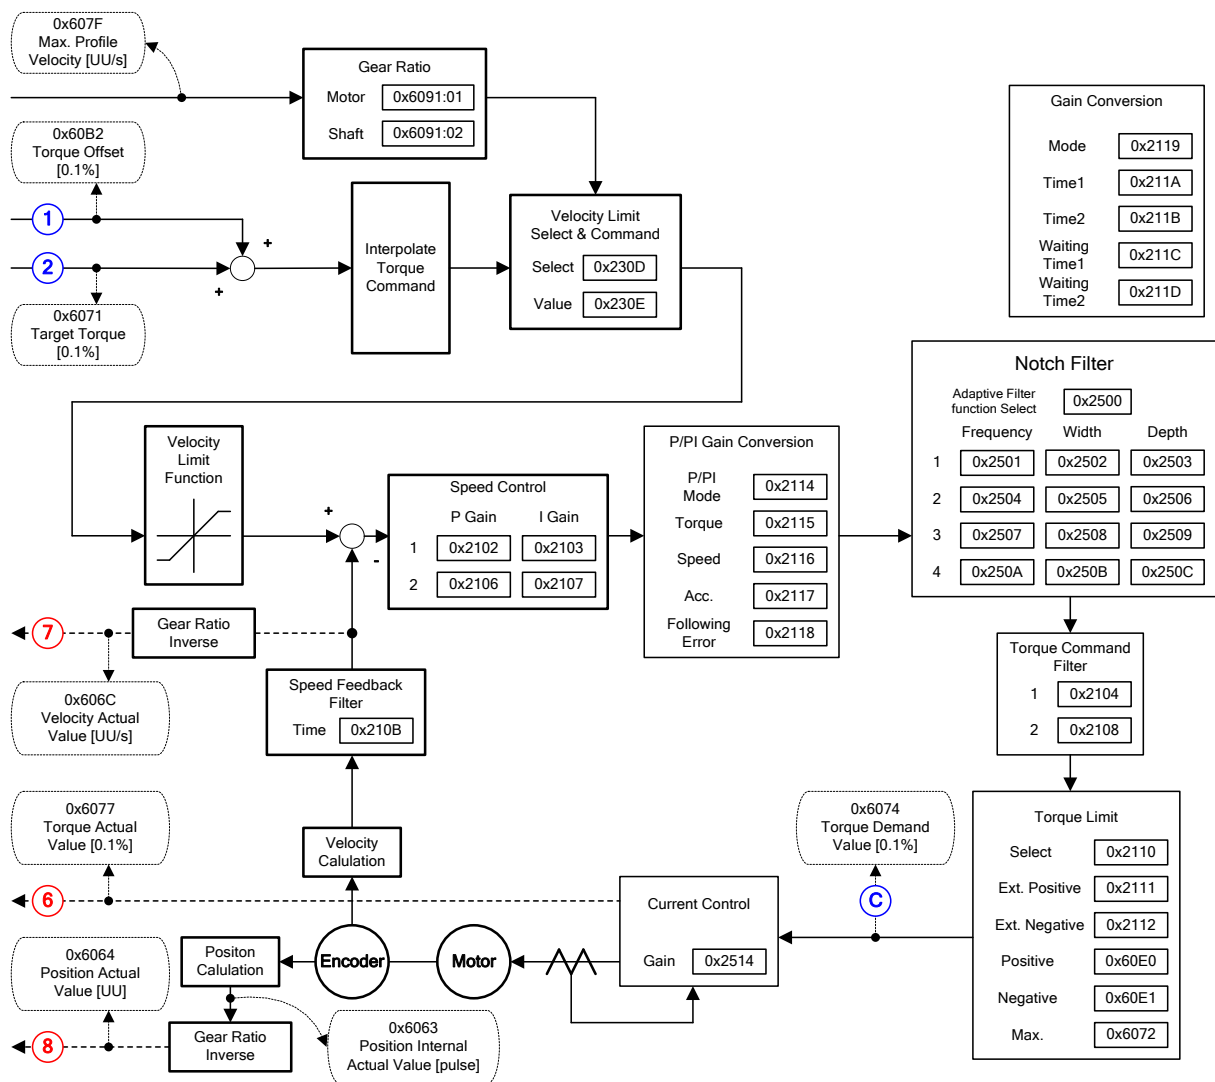 0x607F
Max. Profile
Velocity [UU/s]
Gear Ratio
Motor 0x6091:01
Shaft 0x6091:02
Gain Conversion
Mode 0x2119
Time1 0x211A
Time2 0x211B
Waiting
Time1 0x211C
Waiting
Time2 0x211D
0x60B2
Torque Offset
[0.1%]
1
2
+
+
0x6071
Target Torque
[0.1%]
Interpolate
Torque
Command
Velocity Limit
Select & Command
Select 0x230D
Value 0x230E
Notch Filter
Adaptive Filter
function Select 0x2500
Frequency Width Depth
1 0x2501 0x2502 0x2503
2 0x2504 0x2505 0x2506
3 0x2507 0x2508 0x2509
4 0x250A 0x250B 0x250C
Velocity
Limit
Function
+
-
Speed Control
P Gain I Gain
1 0x2102 0x2103
2 0x2106 0x2107
P/PI Gain Conversion
P/PI
Mode 0x2114
Torque 0x2115
Speed 0x2116
Acc. 0x2117
Following
Error 0x2118
7
Gear Ratio
Inverse
0x606C
Velocity Actual
Value [UU/s]
Speed Feedback
Filter
Time 0x210B
Torque Command
Filter
1 0x2104
2 0x2108
0x6077
Torque Actual
Value [0.1%]
Velocity
Calulation
0x6074
Torque Demand
Value [0.1%]
Torque Limit
Select 0x2110
Ext. Positive 0x2111
Ext. Negative 0x2112
Positive 0x60E0
Negative 0x60E1
Max. 0x6072
6
C
Current Control
Gain 0x2514
0x6064
Position Actual
Value [UU]
Positon
Calulation
Encoder
Motor
8
Gear Ratio
Inverse
0x6063
Position Internal
Actual Value [pulse]